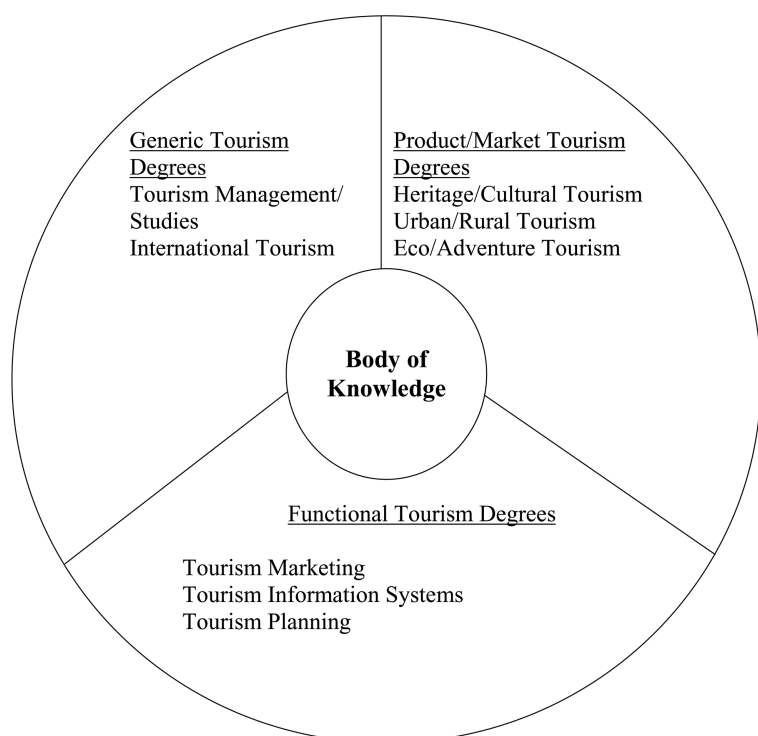 Generic Tourism
Degrees
Tourism Management/
Studies
International Tourism
Product/Market Tourism
Degrees
Heritage/Cultural Tourism
Urban/Rural Tourism
Eco/Adventure Tourism
Body of
Knowledge
Functional Tourism Degrees
Tourism Marketing
Tourism Information Systems
Tourism Planning